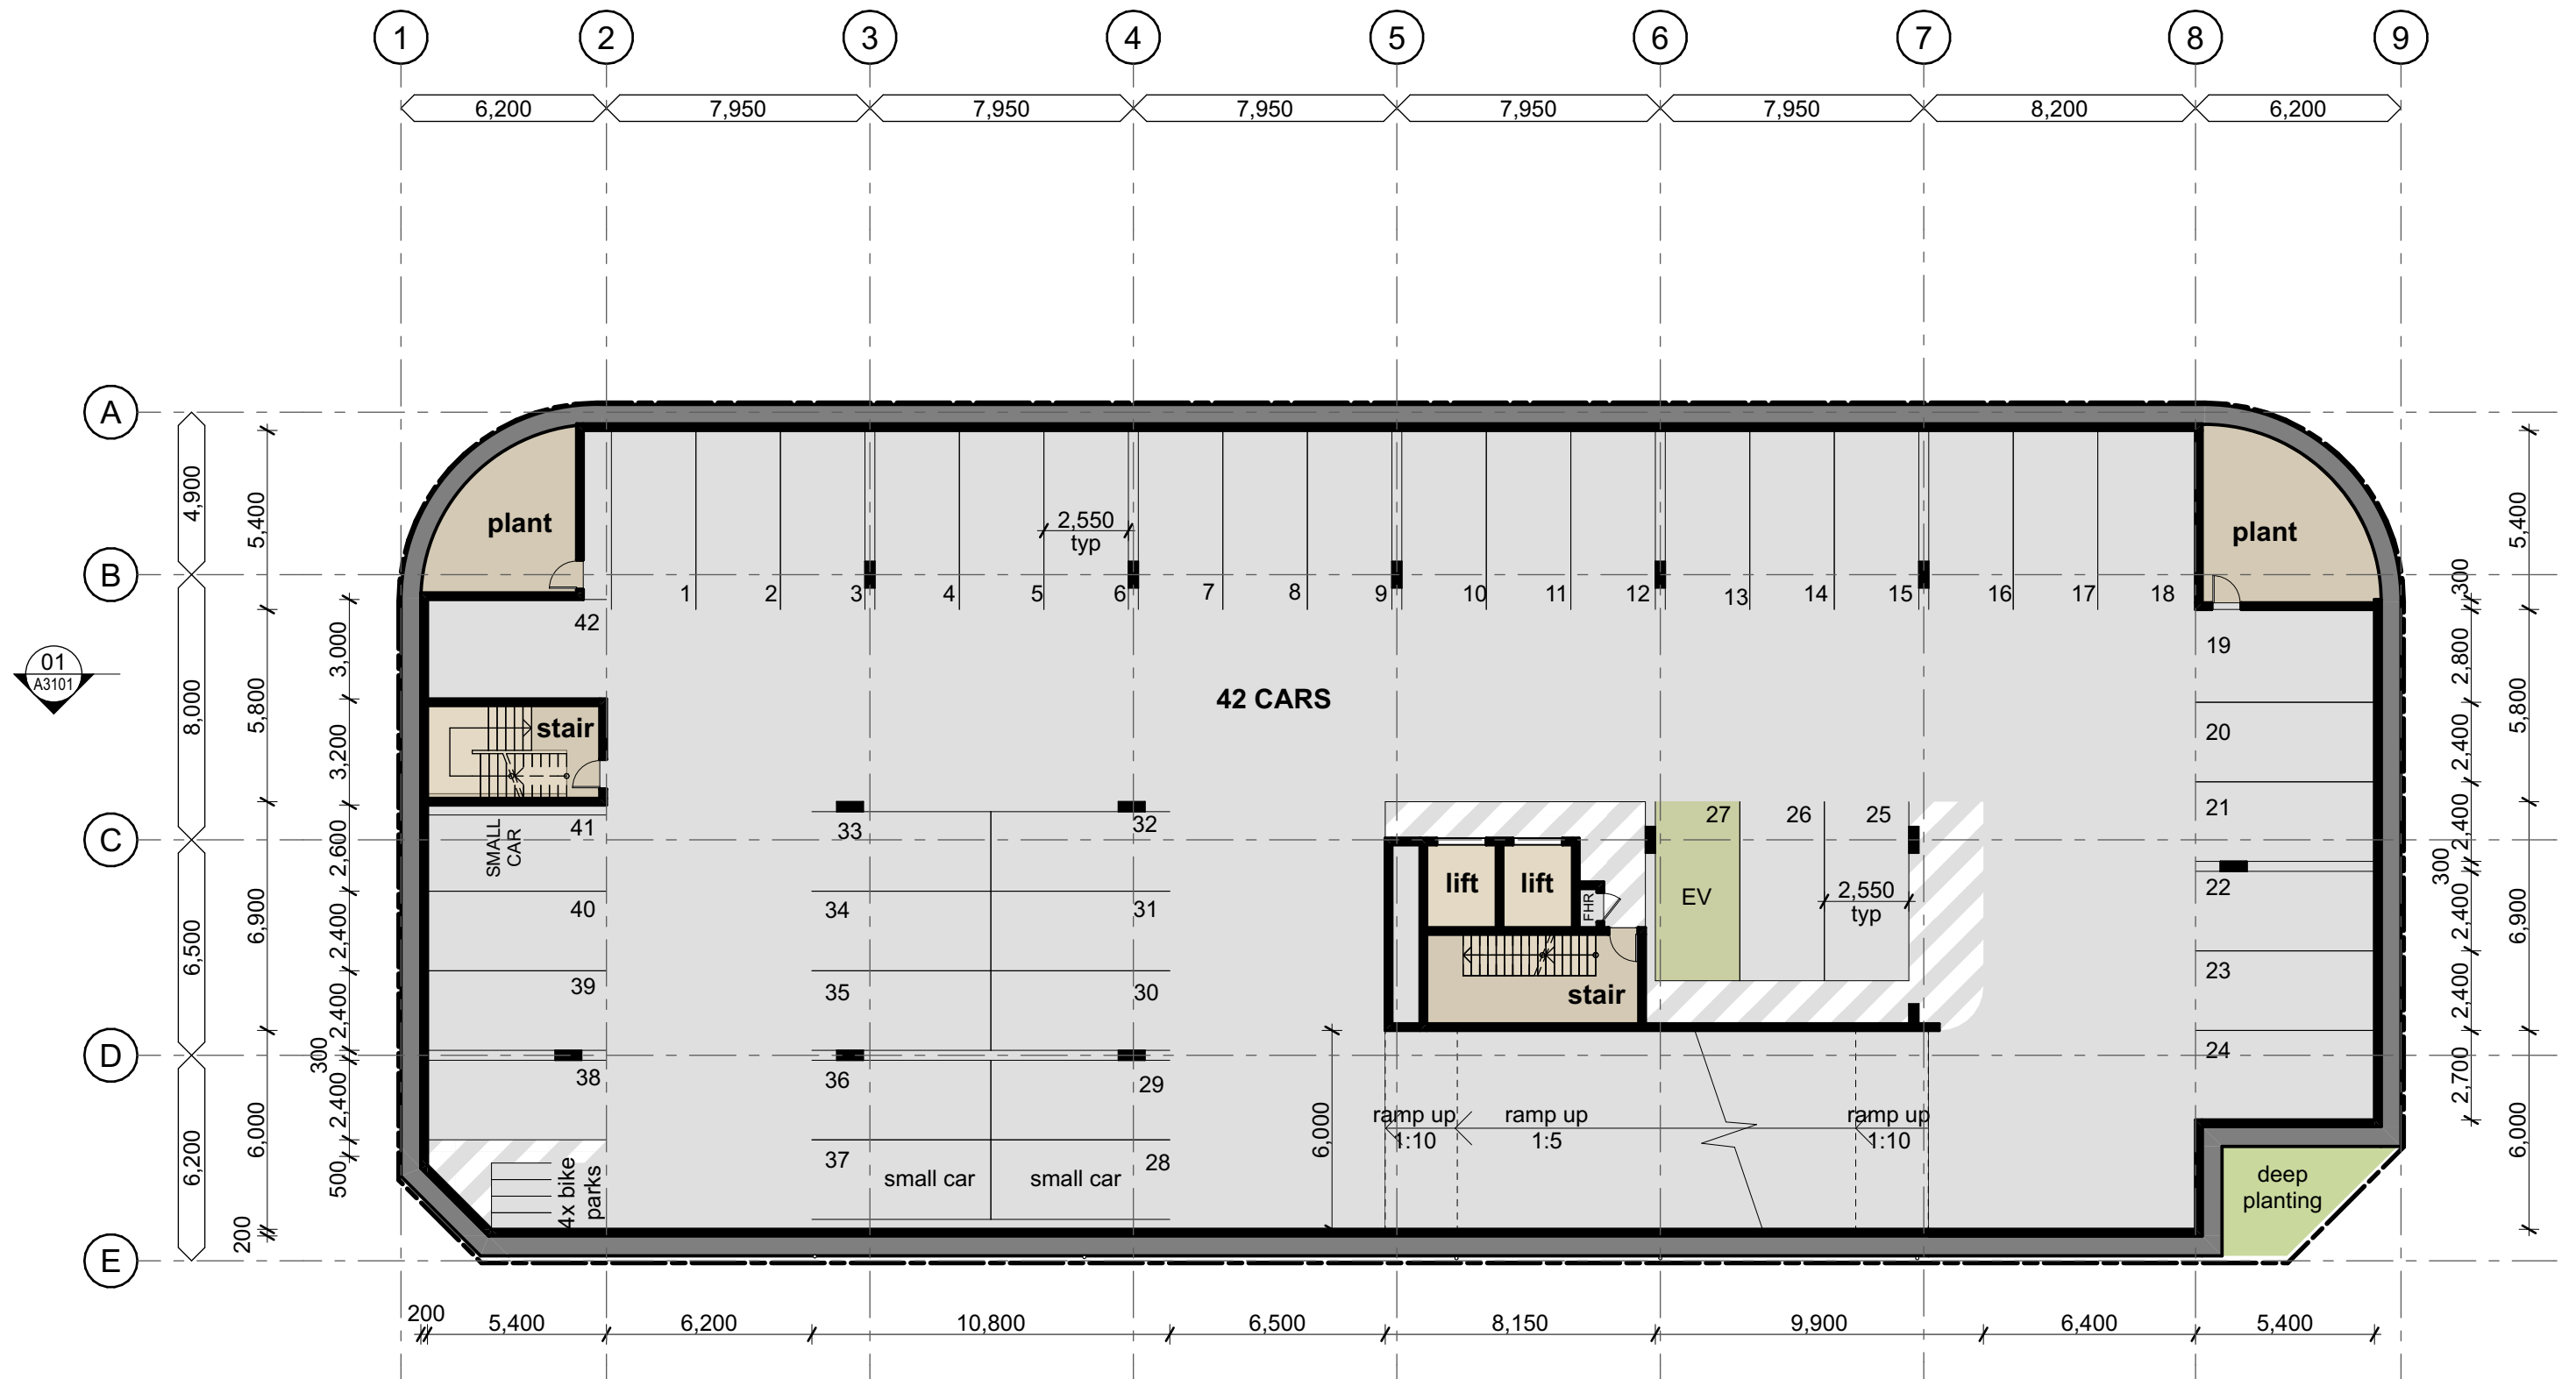 1 2 3 4 5 6 7 8 9
6,200 7,950 7,950 7,950 7,950 7,950 8,200 6,200
A
B
C
D
E
4,900
8,000
6,500
6,200
5,400
5,800
6,900
6,000
200
3,000
3,200
2,600
2,400
2,400
300
2,400
500
01
A3101
plant
plant
2,550
typ
1 2 3 4 5 6 7 8 9 10 11 12 13 14 15 16 17 18
42
stair
42 CARS
19
20
21
22
23
24
SMALL
CAR
41
40
39
38
4x bike
parks
33
32
34
31
35
30
36
29
37
28
small car
small car
lift
lift
FHR
stair
27
26
25
EV
2,550
typ
6,000
ramp up
1:10
ramp up
1:5
ramp up
1:10
deep
planting
300
2,800
2,400
2,400
300
2,400
2,400
2,700
5,400
5,800
6,900
6,000
200
5,400 6,200 10,800 6,500 8,150 9,900 6,400 5,400